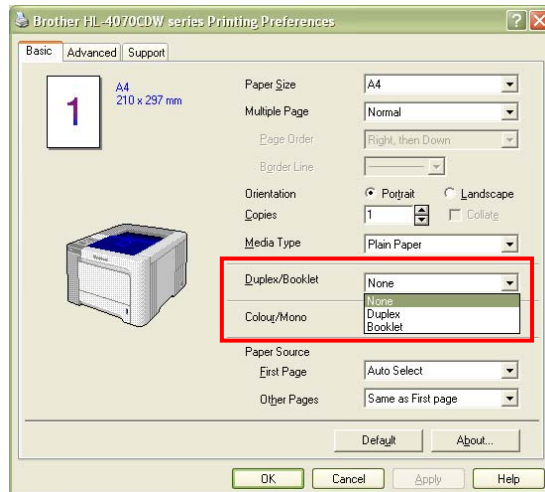 Brother HL-4070CDW series Printing Preferences
Basic Advanced Support
1
A4
210 x 297 mm
Paper Size A4
Multiple Page Normal
Page Order Right, then Down
Border Line
Orientation Portrait Landscape
Copies 1 Collate
Media Type Plain Paper
Duplex/Booklet None
None
Duplex
Booklet
Colour/Mono
Paper Source
First Page Auto Select
Other Pages Same as First page
Default About...
OK Cancel Apply Help